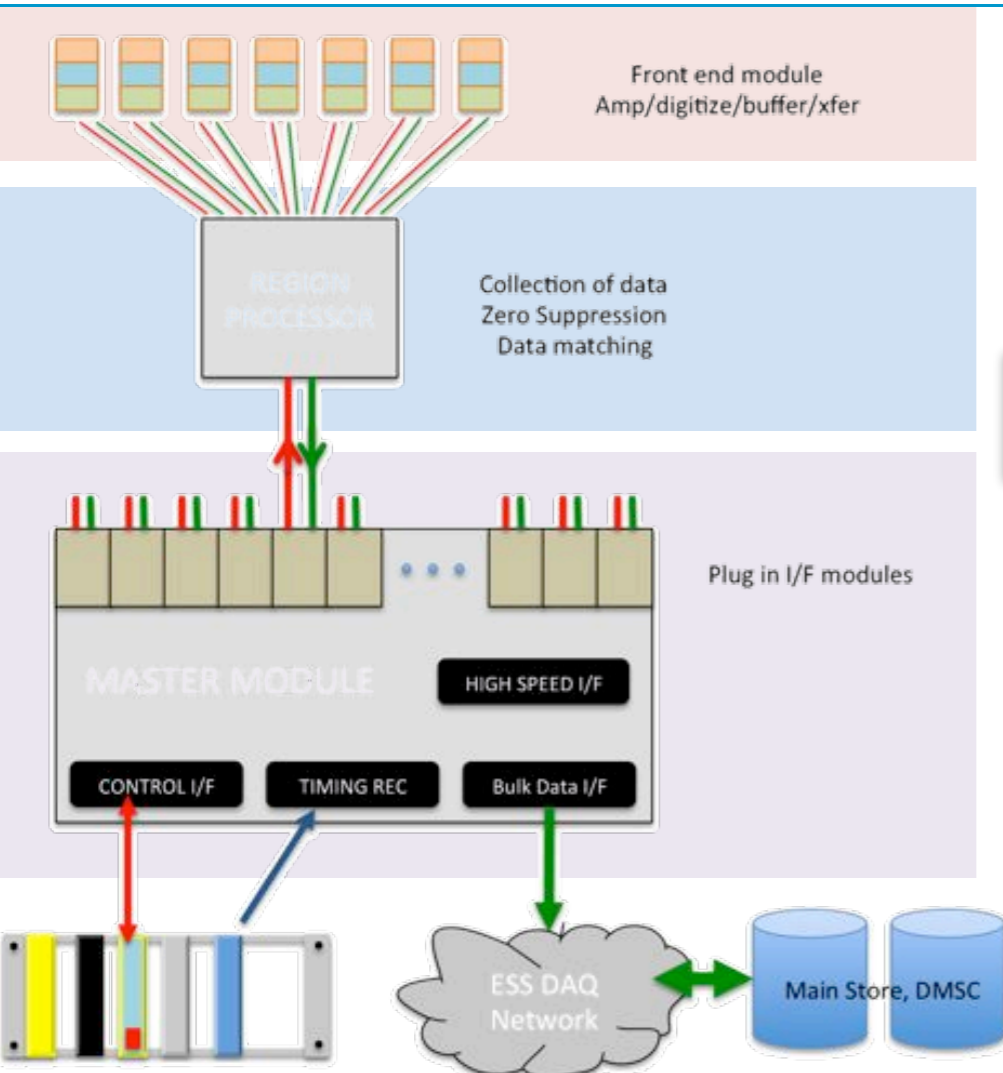 Front end module
Amp/digitize/buffer/xfer
REGION
PROCESSOR
Collection of data
Zero Suppression
Data matching
Plug in I/F modules
MASTER MODULE
HIGH SPEED I/F
CONTROL I/F
TIMING REC
Bulk Data I/F
ESS DAQ
Network
Main Store, DMSC